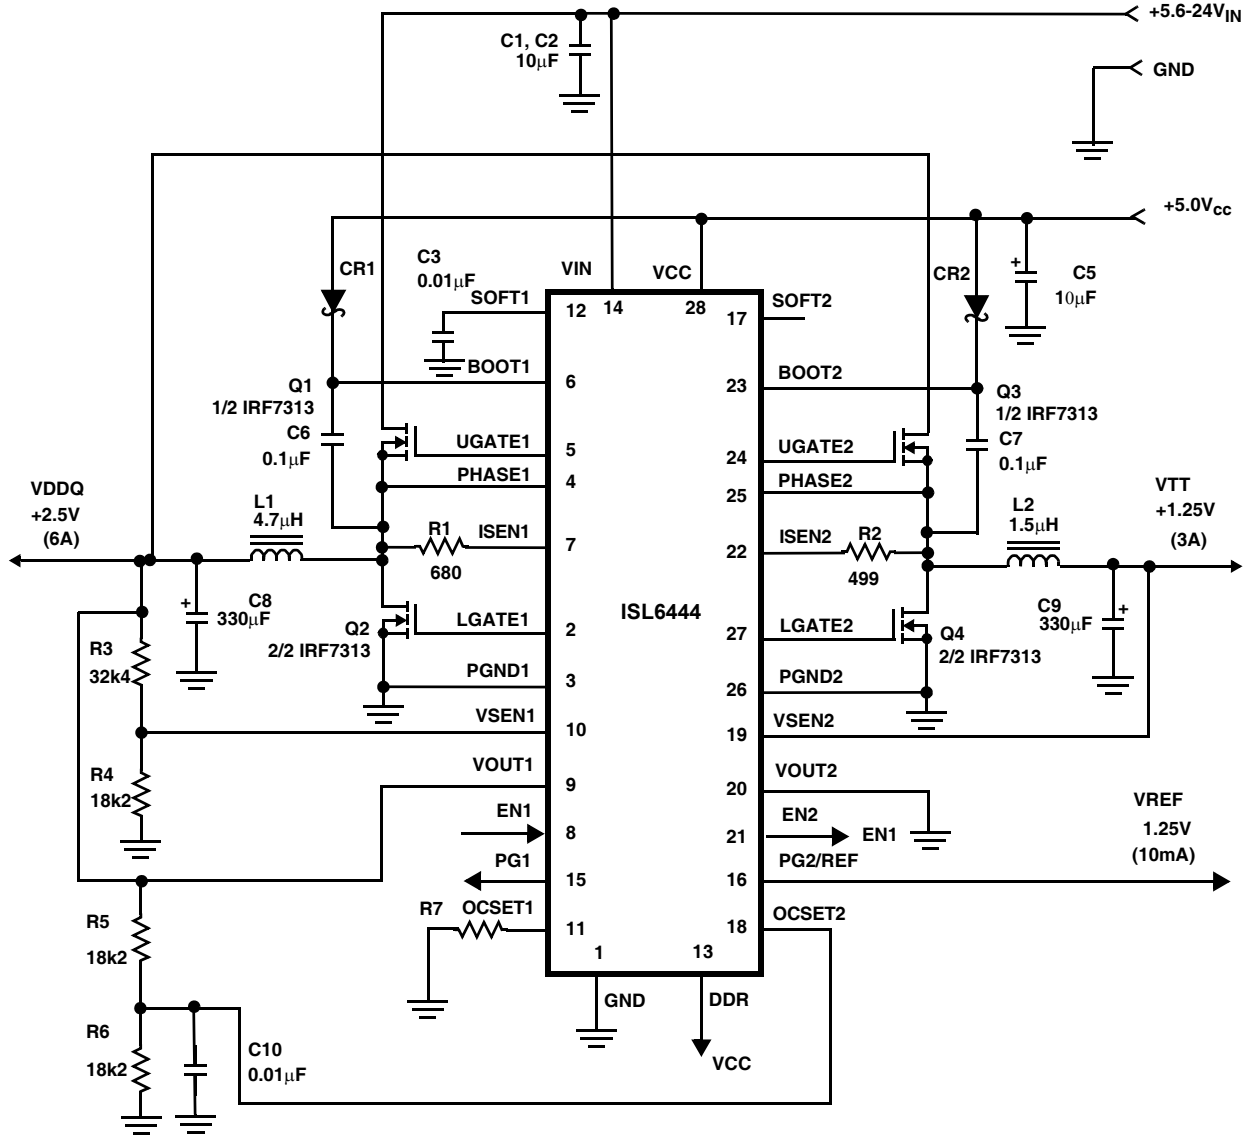 +5.6-24VIN
C1, C2
10μF
GND
+5.0Vcc
CR1
C3
0.01μF
VIN
VCC
CR2
C5
10μF
SOFT1
12
14
28
17
SOFT2
BOOT1
6
23
BOOT2
Q1
1/2 IRF7313
C6
0.1μF
Q3
1/2 IRF7313
C7
0.1μF
UGATE1
5
24
UGATE2
PHASE1
4
25
PHASE2
VDDQ
+2.5V
(6A)
L1
4.7μH
R1
680
ISEN1
7
22
ISEN2
R2
499
L2
1.5μH
VTT
+1.25V
(3A)
ISL6444
+
C8
330μF
Q2
2/2 IRF7313
LGATE1
2
27
LGATE2
Q4
2/2 IRF7313
C9
330μF
+
+
R3
32k4
PGND1
3
26
PGND2
VSEN1
10
19
VSEN2
R4
18k2
VOUT1
9
20
VOUT2
EN1
8
21
EN2
EN1
VREF
1.25V
(10mA)
PG1
15
16
PG2/REF
R5
18k2
R7
OCSET1
11
18
OCSET2
1
13
GND
DDR
VCC
R6
18k2
C10
0.01μF